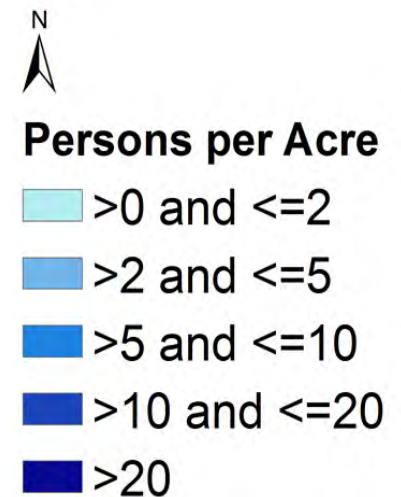 N
Persons per Acre
>0 and <=2
>2 and <=5
>5 and <=10
>10 and <=20
>20